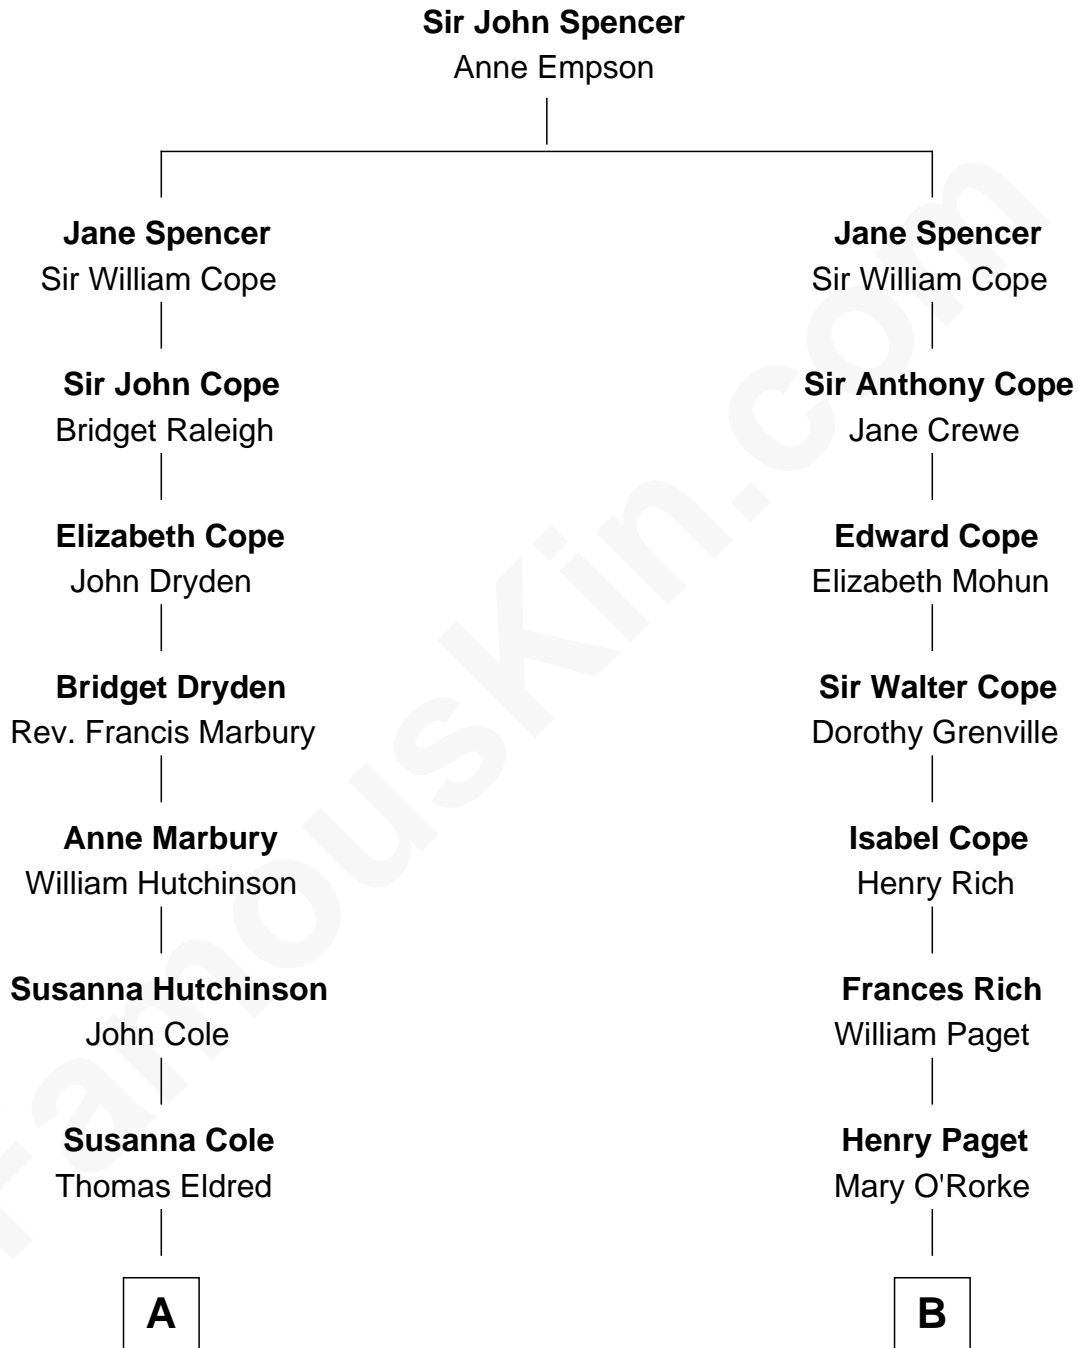 Sir John Spencer
Anne Empson
Jane Spencer
Sir William Cope
Jane Spencer
Sir William Cope
Sir John Cope
Bridget Raleigh
Sir Anthony Cope
Jane Crewe
Elizabeth Cope
John Dryden
Edward Cope
Elizabeth Mohun
Bridget Dryden
Rev. Francis Marbury
Sir Walter Cope
Dorothy Grenville
Anne Marbury
William Hutchinson
Isabel Cope
Henry Rich
Susanna Hutchinson
John Cole
Frances Rich
William Paget
Susanna Cole
Thomas Eldred
Henry Paget
Mary O'Rorke
A
B
FamousKin.com